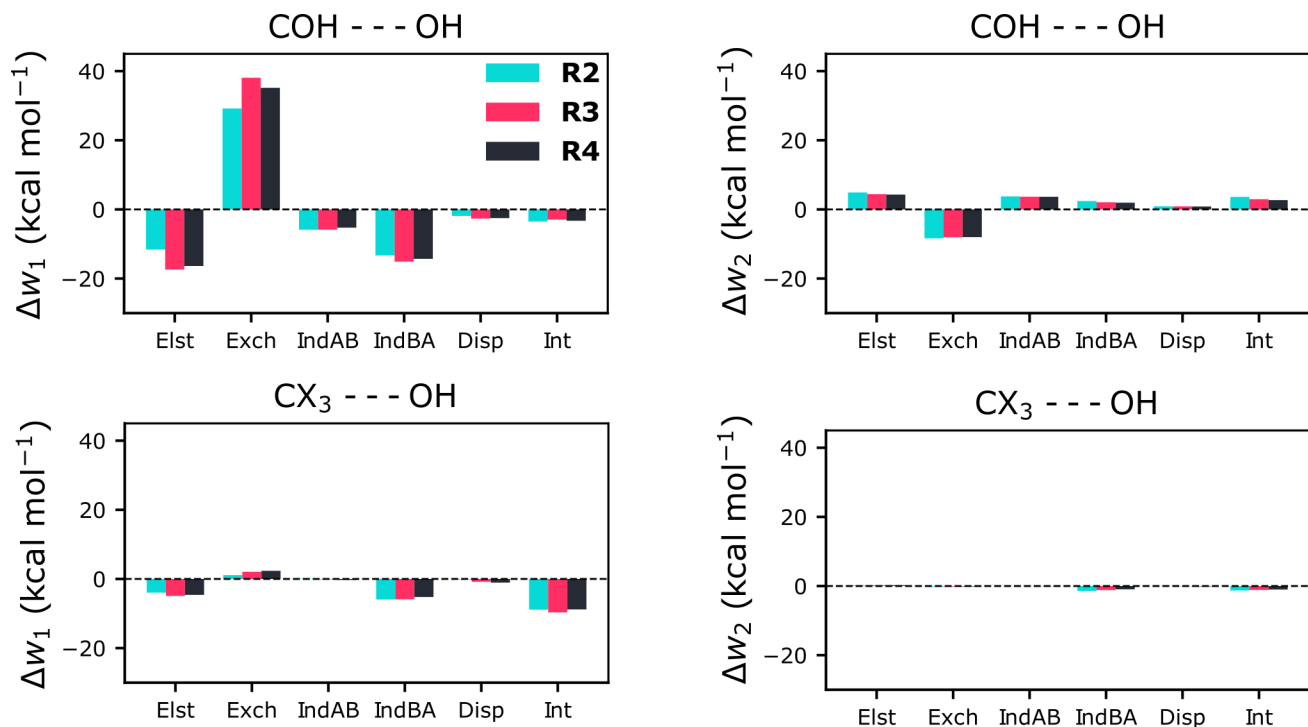 COH - - - OH
Δw₁ (kcal mol⁻¹)
40
20
0
−20
R2
R3
R4
Elst Exch IndAB IndBA Disp Int
COH - - - OH
Δw₂ (kcal mol⁻¹)
40
20
0
−20
Elst Exch IndAB IndBA Disp Int
CX₃ - - - OH
Δw₁ (kcal mol⁻¹)
40
20
0
−20
Elst Exch IndAB IndBA Disp Int
CX₃ - - - OH
Δw₂ (kcal mol⁻¹)
40
20
0
−20
Elst Exch IndAB IndBA Disp Int